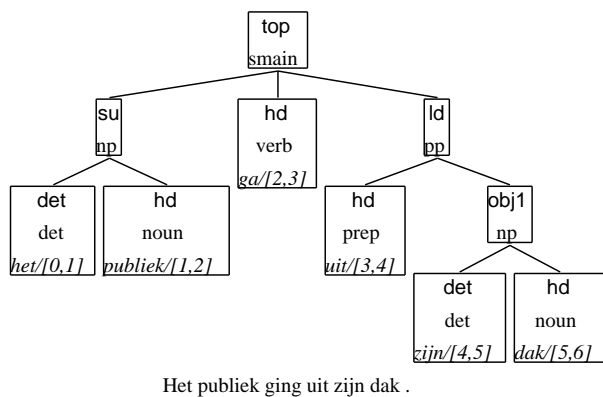 top
smain
su
np
hd
verb
ga/[2,3]
ld
pp
det
det
het/[0,1]
hd
noun
publiek/[1,2]
hd
prep
uit/[3,4]
obj1
np
det
det
zijn/[4,5]
hd
noun
dak/[5,6]
Het publiek ging uit zijn dak .